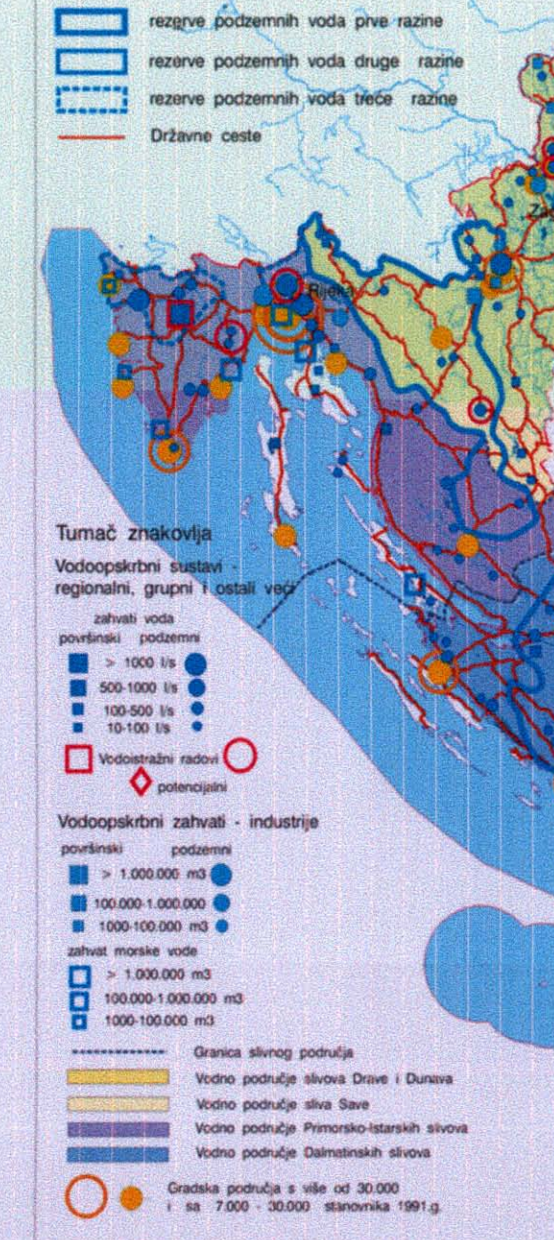 rezerve podzemnih voda prve razine
rezerve podzemnih voda druge razine
rezerve podzemnih voda treće razine
Državne ceste
Rijeka
Tumač znakovlja
Vodoopskrbni sustavi -
regionalni, grupni i ostali veći
zahvati voda
površinski podzemni
> 1000 l/s
500-1000 l/s
100-500 l/s
10-100 l/s
Vodoistražni radovi
potencijalni
Vodoopskrbni zahvati - industrije
površinski podzemni
> 1.000.000 m3
100.000-1.000.000
1000-100.000 m3
zahvat morske vode
> 1.000.000 m3
100.000-1.000.000 m3
1000-100.000 m3
Granica slivnog područja
Vodno područje slivova Drave i Dunava
Vodno područje sliva Save
Vodno područje Primorsko-Istarskih slivova
Vodno područje Dalmatinskih slivova
Gradska područja s više od 30.000
i sa 7.000 - 30.000 stanovnika 1991.g.